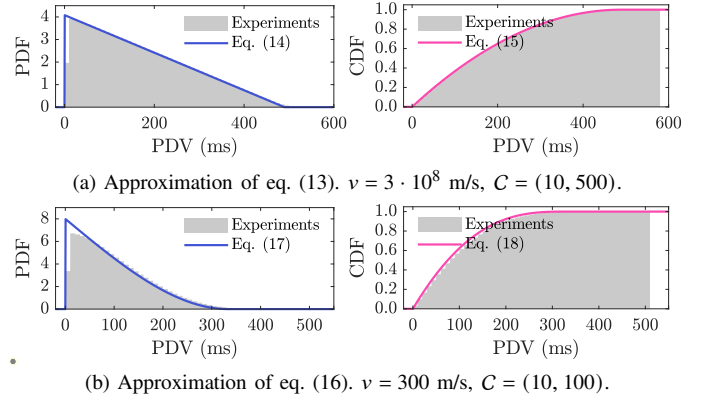 PDF
4
3
2
1
0
0 200 400 600
PDV (ms)
Experiments
Eq. (14)
CDF
1.0
0.8
0.6
0.4
0.2
0.0
0 200 400 600
PDV (ms)
Experiments
Eq. (15)
(a) Approximation of eq. (13). v = 3 · 10⁸ m/s, C = (10, 500).
PDF
8
6
4
2
0
0 100 200 300 400 500
PDV (ms)
Experiments
Eq. (17)
CDF
1.0
0.8
0.6
0.4
0.2
0.0
0 100 200 300 400 500
PDV (ms)
Experiments
Eq. (18)
(b) Approximation of eq. (16). v = 300 m/s, C = (10, 100).